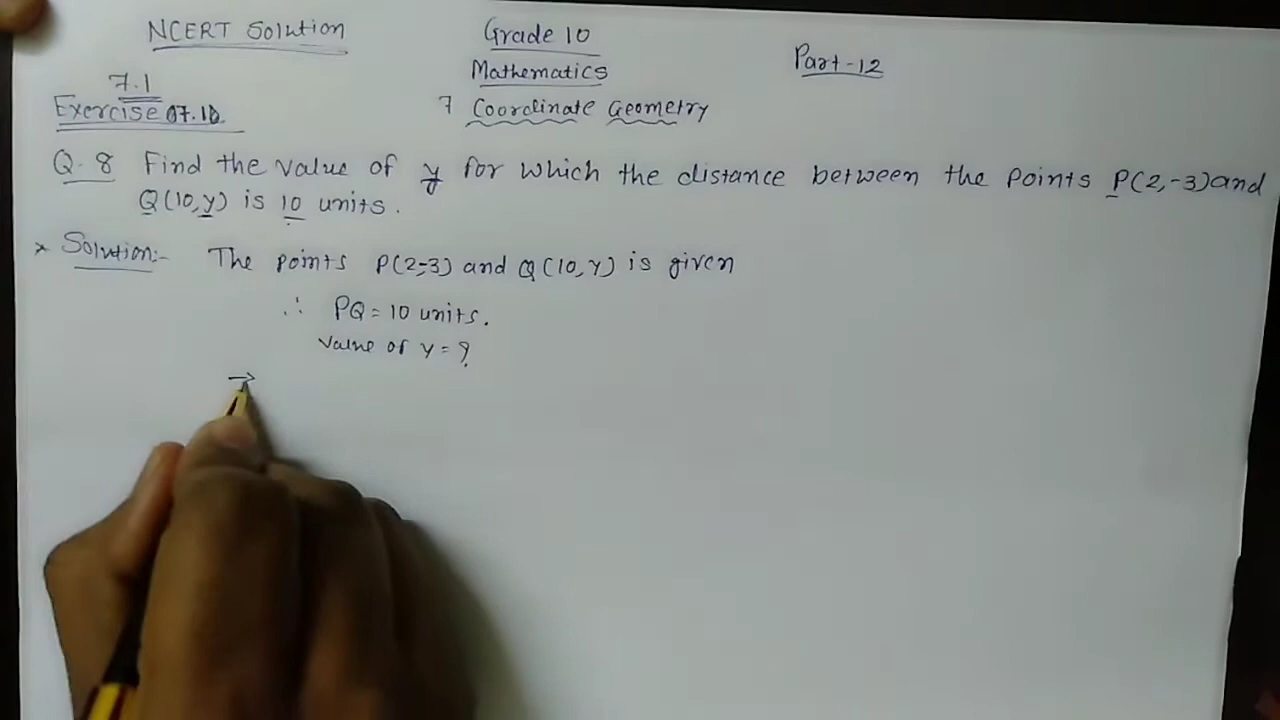 NCERT Solution
Grade 10
Mathematics
Part-12
7.1
Exercise 07.10
7 Coordinate Geometry
Q.8 Find the value of y for which the distance between the points P(2,-3) and
Q(10,y) is 10 units.
* Solution:- The points P(2,-3) and Q(10,Y) is given
∴ PQ = 10 units.
Value of y = ?
→